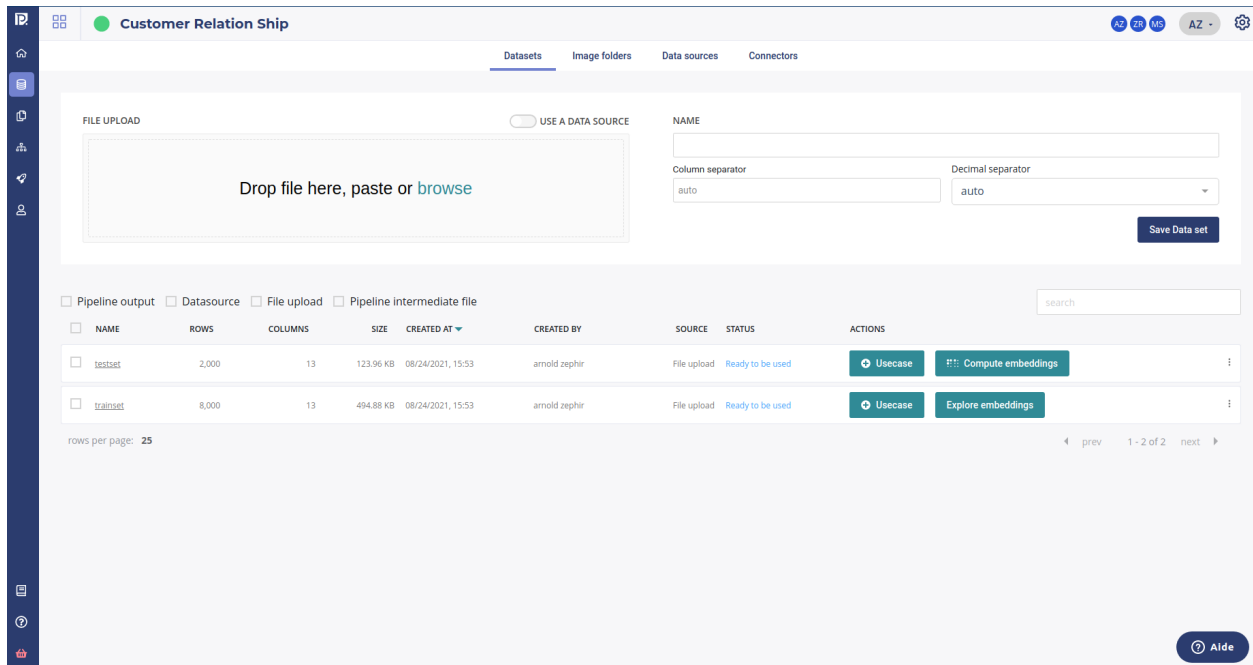 Customer Relation Ship
AZ ZR MS AZ
Datasets Image folders Data sources Connectors
FILE UPLOAD USE A DATA SOURCE NAME
Drop file here, paste or browse
Column separator Decimal separator
auto auto
Save Data set
Pipeline output Datasource File upload Pipeline intermediate file search
NAME ROWS COLUMNS SIZE CREATED AT CREATED BY SOURCE STATUS ACTIONS
testset 2,000 13 123.96 KB 08/24/2021, 15:53 arnold zephir File upload Ready to be used Usecase Compute embeddings
trainset 8,000 13 494.88 KB 08/24/2021, 15:53 arnold zephir File upload Ready to be used Usecase Explore embeddings
rows per page: 25 prev 1 - 2 of 2 next
Aide